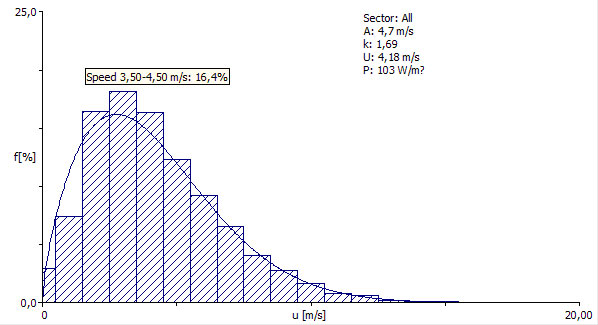 25,0
Sector: All
A: 4,7 m/s
k: 1,69
U: 4,18 m/s
P: 103 W/m?
Speed 3,50-4,50 m/s: 16,4%
f[%]
0,0
0
u [m/s]
20,00